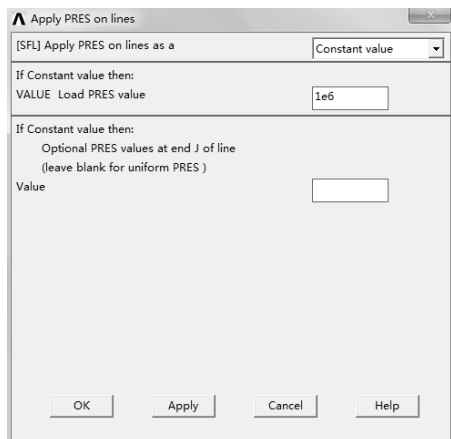 Apply PRES on lines
[SFL] Apply PRES on lines as a
Constant value
If Constant value then:
VALUE Load PRES value
1e6
If Constant value then:
Optional PRES values at end J of line
(leave blank for uniform PRES )
Value
OK
Apply
Cancel
Help